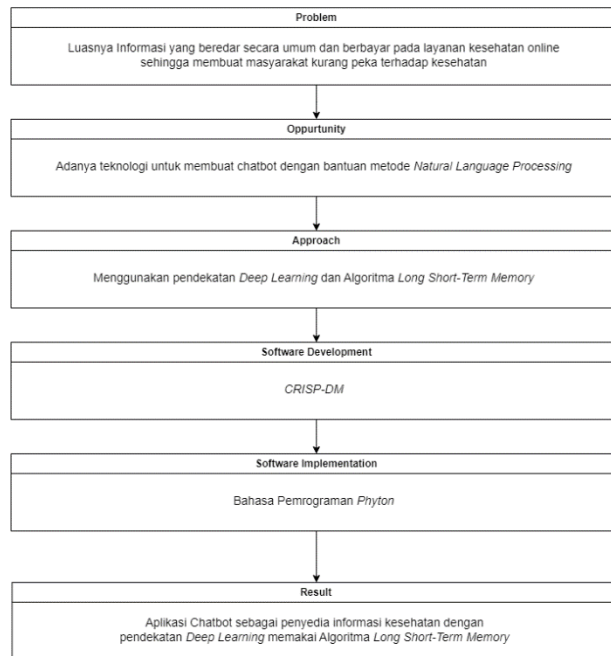 Problem
Luasnya Informasi yang beredar secara umum dan berbayar pada layanan kesehatan online
sehingga membuat masyarakat kurang peka terhadap kesehatan
Oppurtunity
Adanya teknologi untuk membuat chatbot dengan bantuan metode Natural Language Processing
Approach
Menggunakan pendekatan Deep Learning dan Algoritma Long Short-Term Memory
Software Development
CRISP-DM
Software Implementation
Bahasa Pemrograman Phyton
Result
Aplikasi Chatbot sebagai penyedia informasi kesehatan dengan
pendekatan Deep Learning memakai Algoritma Long Short-Term Memory